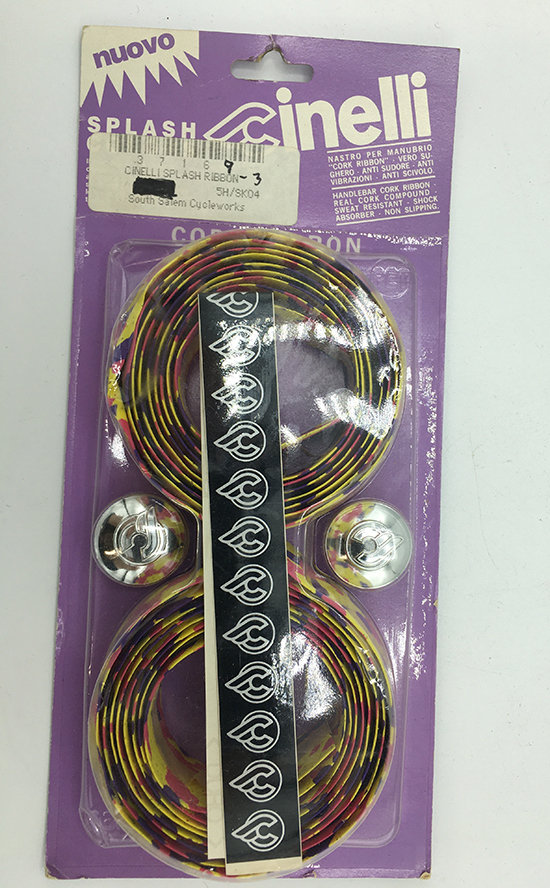 nuovo
SPLASH
Cinelli
3 7 1 6 9 - 3
CINELLI SPLASH RIBBON
5H/SK04
South Salem Cycleworks
NASTRO PER MANUBRIO
"CORK RIBBON" · VERO SU-
GHERO · ANTI SUDORE · ANTI
VIBRAZIONI · ANTI SCIVOLO.
HANDLEBAR CORK RIBBON ·
REAL CORK COMPOUND ·
SWEAT RESISTANT · SHOCK
ABSORBER · NON SLIPPING.
CORK RIBBON